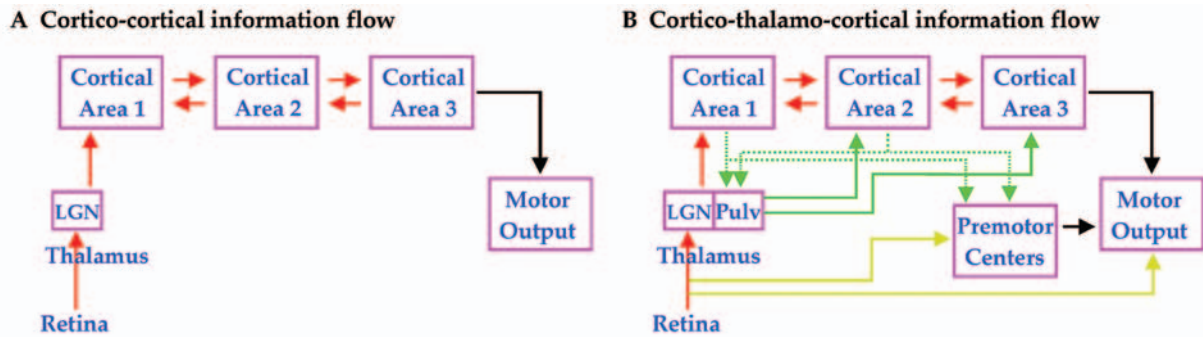 A Cortico-cortical information flow
Cortical
Area 1
Cortical
Area 2
Cortical
Area 3
LGN
Thalamus
Retina
Motor
Output
B Cortico-thalamo-cortical information flow
Cortical
Area 1
Cortical
Area 2
Cortical
Area 3
LGN
Pulv
Thalamus
Retina
Premotor
Centers
Motor
Output